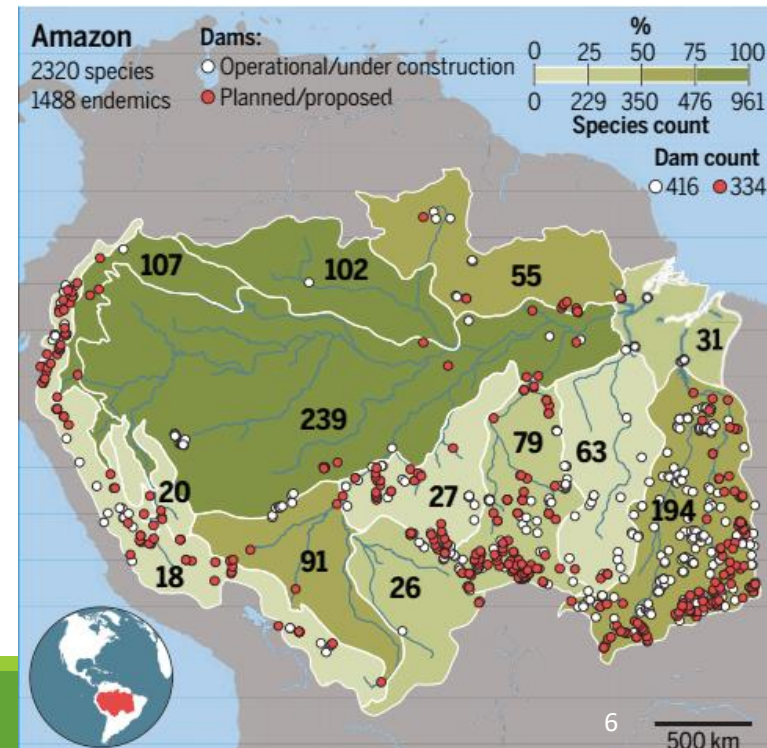 Amazon
2320 species
1488 endemics
Dams:
Operational/under construction
Planned/proposed
%
0 25 50 75 100
0 229 350 476 961
Species count
Dam count
416 334
107
102
55
31
239
79
63
20
27
194
18
91
26
6
500 km